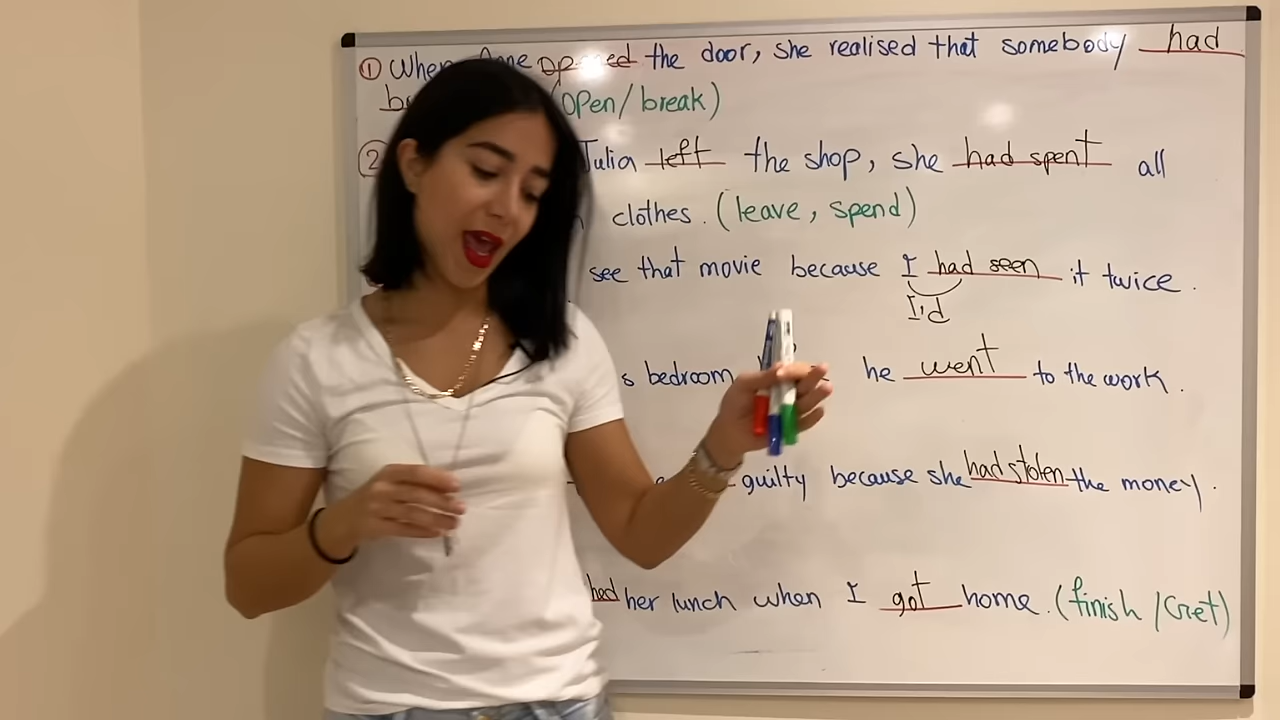 ① When opened the door, she realised that somebody had
(open/break)
② Julia left the shop, she had spent all
clothes. (leave, spend)
see that movie because I had seen it twice.
I'd
bedroom he went to the work.
guilty because she had stolen the money.
her lunch when I got home. (finish/Get)